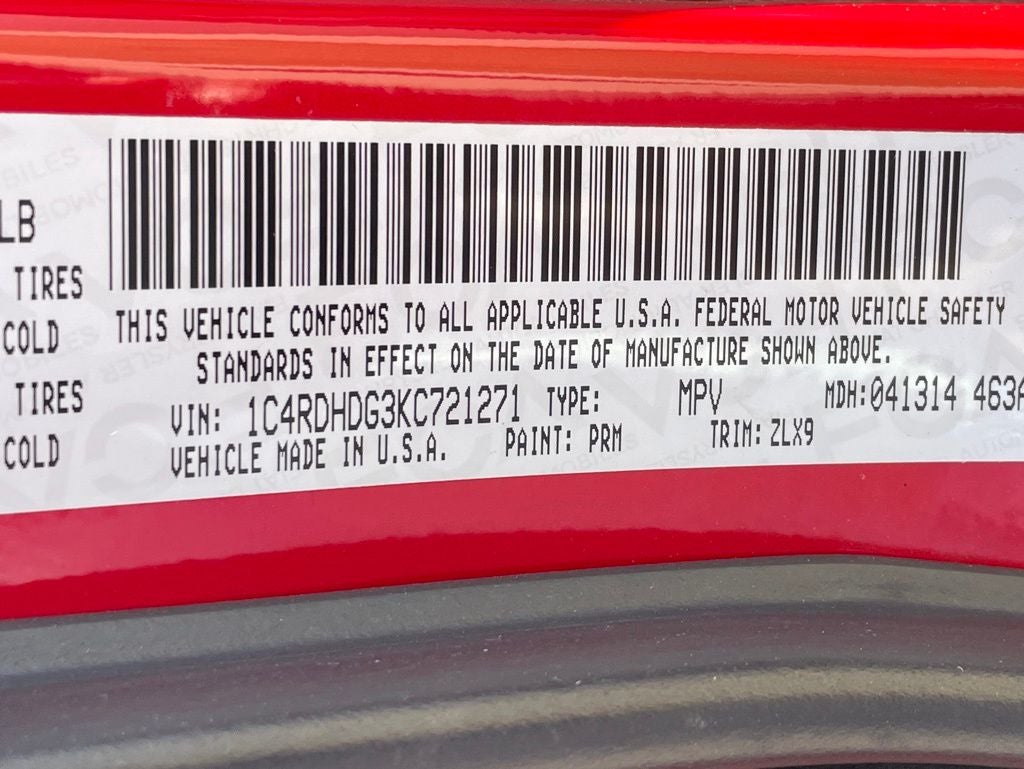 LB
TIRES
COLD
TIRES
COLD
THIS VEHICLE CONFORMS TO ALL APPLICABLE U.S.A. FEDERAL MOTOR VEHICLE SAFETY
STANDARDS IN EFFECT ON THE DATE OF MANUFACTURE SHOWN ABOVE.
VIN: 1C4RDHDG3KC721271 TYPE: MPV MDH:041314 463A
VEHICLE MADE IN U.S.A. PAINT: PRM TRIM: ZLX9